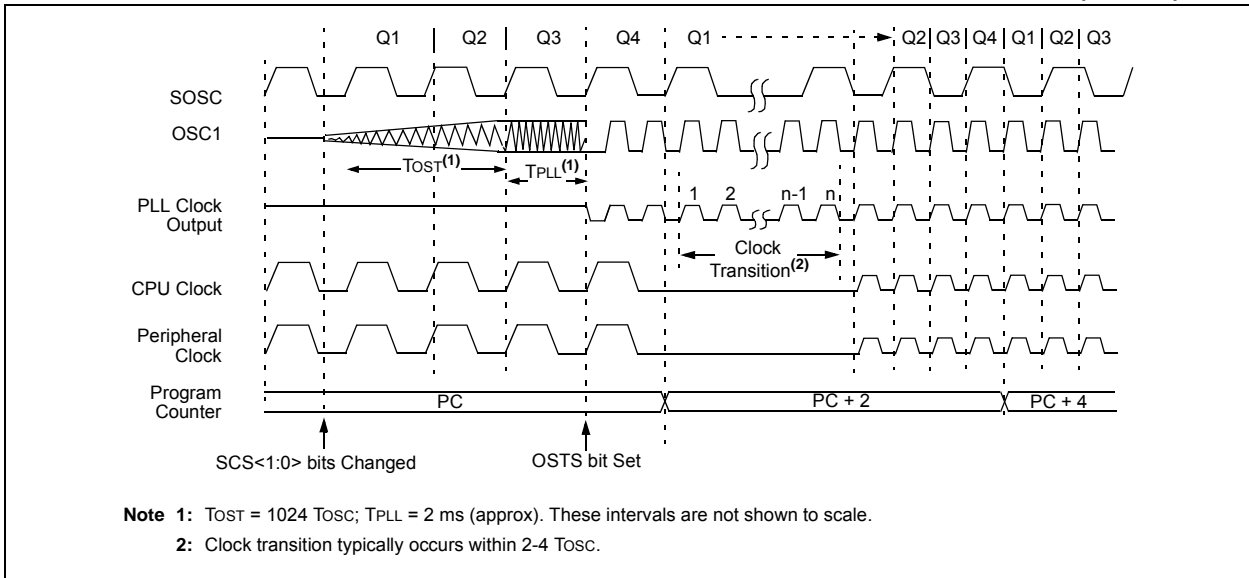 Q1 Q2 Q3 Q4 Q1 Q2 Q3 Q4 Q1 Q2 Q3
SOSC
OSC1
TOST(1)
TPLL(1)
1 2 n-1 n
PLL Clock
Output
Clock
Transition(2)
CPU Clock
Peripheral
Clock
Program
Counter
PC PC + 2 PC + 4
SCS<1:0> bits Changed OSTS bit Set
Note 1: TOST = 1024 TOSC; TPLL = 2 ms (approx). These intervals are not shown to scale.
2: Clock transition typically occurs within 2-4 TOSC.